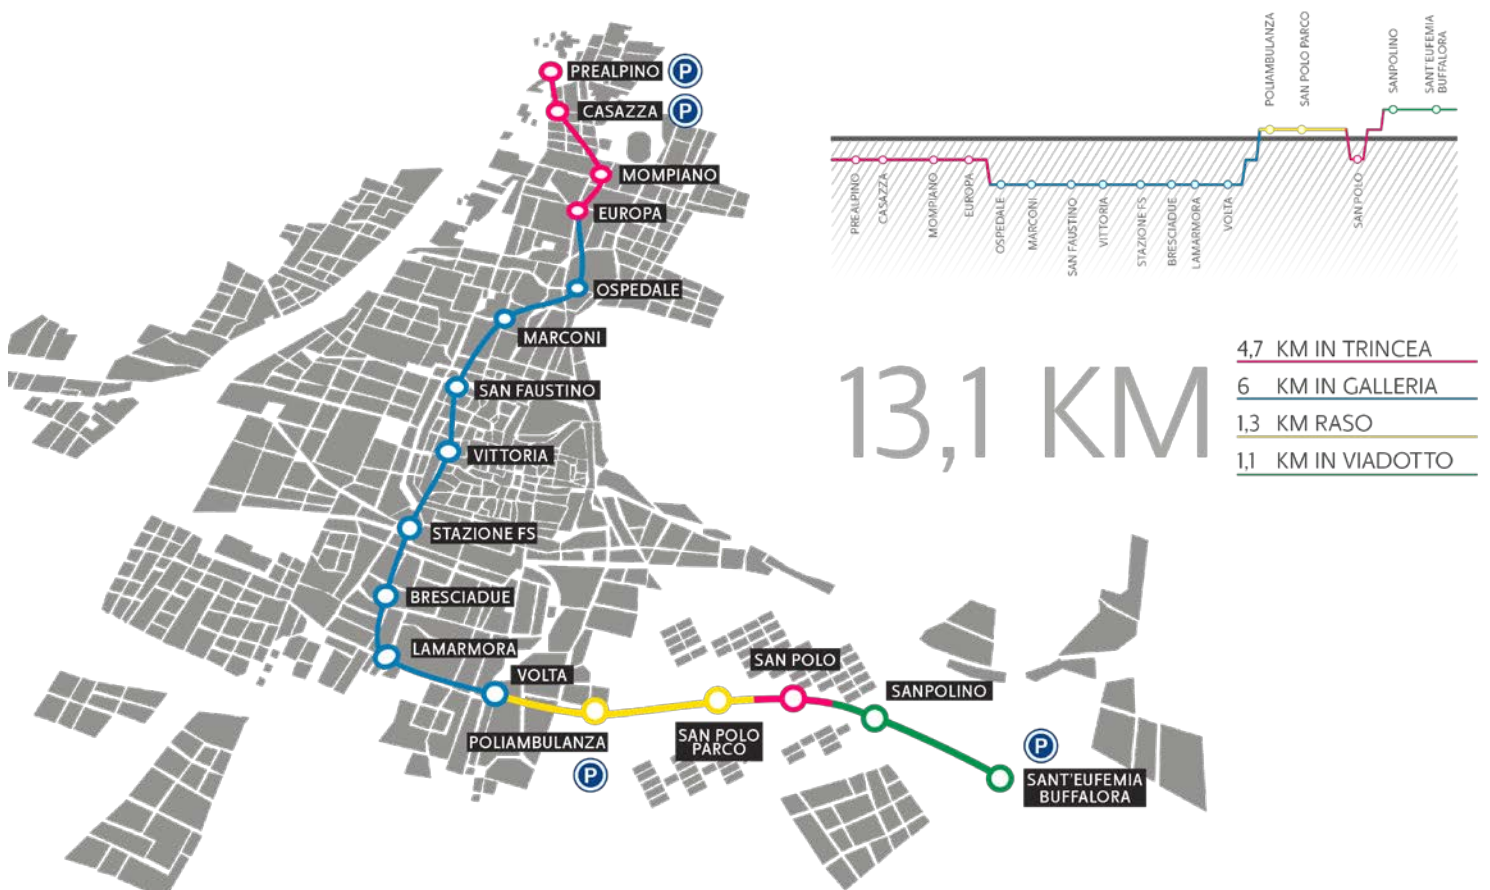 PREALPINO P
CASAZZA P
MOMPIANO
EUROPA
OSPEDALE
MARCONI
SAN FAUSTINO
VITTORIA
STAZIONE FS
BRESCIADUE
LAMARMORA
VOLTA
POLIAMBULANZA
P
SAN POLO
PARCO
SAN POLO
SANPOLINO
P
SANT'EUFEMIA
BUFFALORA
PREALPINO
CASAZZA
MOMPIANO
EUROPA
OSPEDALE
MARCONI
SAN FAUSTINO
VITTORIA
STAZIONE FS
BRESCIADUE
LAMARMORA
VOLTA
POLIAMBULANZA
SAN POLO PARCO
SAN POLO
SANPOLINO
SANT'EUFEMIA
BUFFALORA
13,1 KM
4,7 KM IN TRINCEA
6 KM IN GALLERIA
1,3 KM RASO
1,1 KM IN VIADOTTO